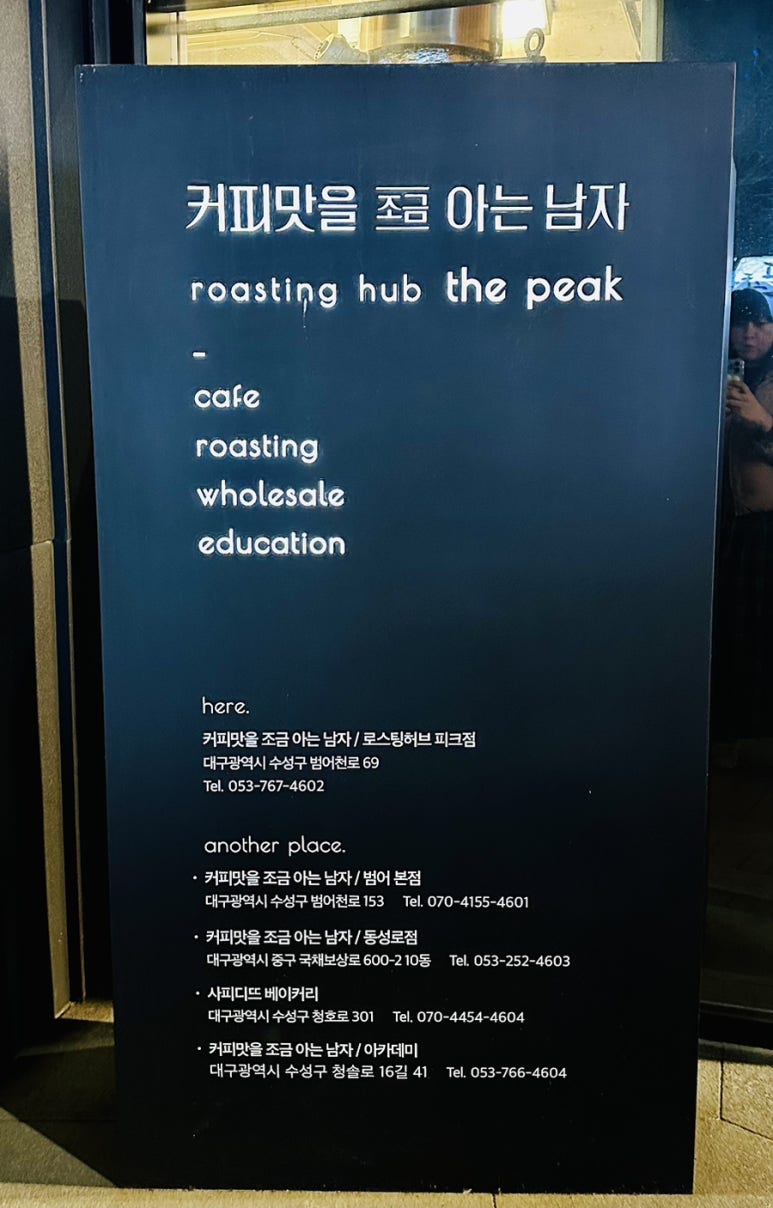 커피맛을 조금 아는 남자
roasting hub the peak
-
cafe
roasting
wholesale
education
here.
커피맛을 조금 아는 남자 / 로스팅허브 피크점
대구광역시 수성구 범어천로 69
Tel. 053-767-4602
another place.
· 커피맛을 조금 아는 남자 / 범어 본점
대구광역시 수성구 범어천로 153 Tel. 070-4155-4601
· 커피맛을 조금 아는 남자 / 동성로점
대구광역시 중구 국채보상로 600-2 10동 Tel. 053-252-4603
· 사피디뜨 베이커리
대구광역시 수성구 청호로 301 Tel. 070-4454-4604
· 커피맛을 조금 아는 남자 / 아카데미
대구광역시 수성구 청솔로 16길 41 Tel. 053-766-4604